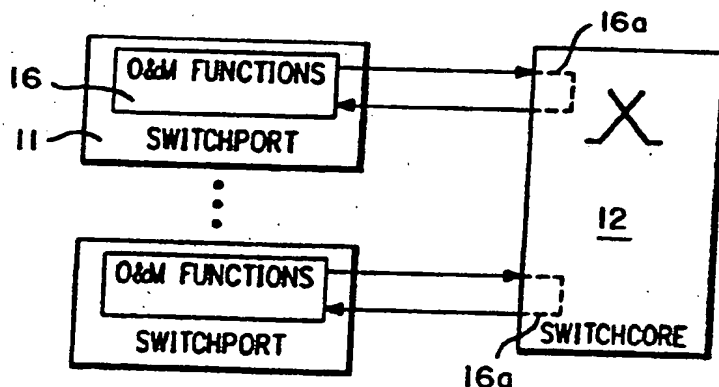 16a
16
O&M FUNCTIONS
11
SWITCHPORT
12
O&M FUNCTIONS
SWITCHPORT
SWITCHCORE
16a